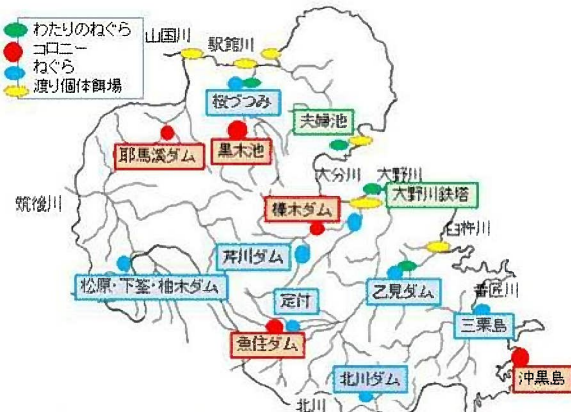 わたりのねぐら
コロニー
ねぐら
渡り個体餌場
山国川
駅館川
桜づつみ
夫婦池
耶馬溪ダム
黒木池
大分川
大野川
大野川鉄塔
筑後川
樟木ダム
臼杵川
芹川ダム
松原・下筌・柚木ダム
定付
乙見ダム
番匠川
三栗島
魚住ダム
北川ダム
沖黒島
北川